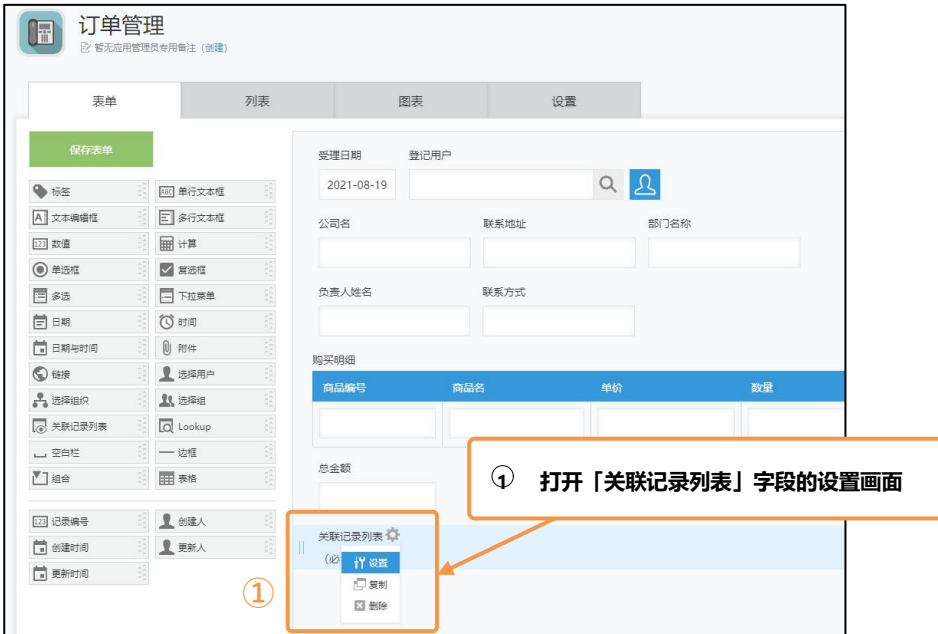 订单管理
暂无应用管理员专用备注（创建）
表单 列表 图表 设置
保存表单
标签 ABC 单行文本框
A 文本编辑框 多行文本框
123 数值 计算
单选框 复选框
多选 下拉菜单
日期 时间
日期与时间 附件
链接 选择用户
选择组织 选择组
关联记录列表 Lookup
空白栏 边框
组合 表格
123 记录编号 创建人
创建时间 更新人
更新时间
受理日期 登记用户
2021-08-19
公司名 联系地址 部门名称
负责人姓名 联系方式
购买明细
商品编号 商品名 单价 数量
总金额
① 打开「关联记录列表」字段的设置画面
关联记录列表
（必
设置
复制
删除
①